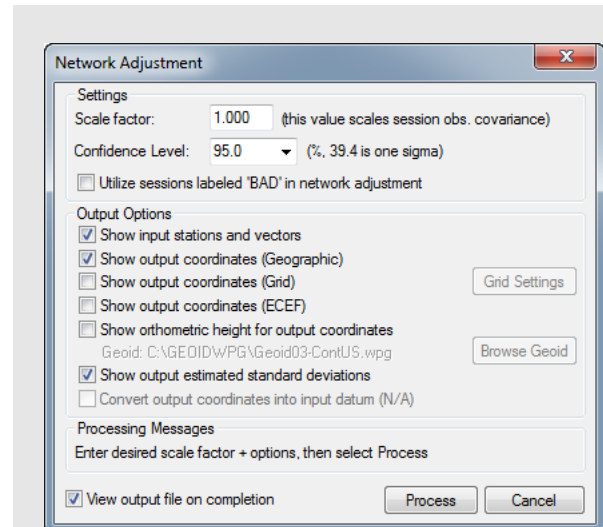 Network Adjustment
Settings
Scale factor: 1.000 (this value scales session obs. covariance)
Confidence Level: 95.0 (%, 39.4 is one sigma)
Utilize sessions labeled "BAD" in network adjustment
Output Options
Show input stations and vectors
Show output coordinates (Geographic)
Show output coordinates (Grid) Grid Settings
Show output coordinates (ECEF)
Show orthometric height for output coordinates
Geoid: C:\GEOIDWPG\Geoid03-ContUS.wpg Browse Geoid
Show output estimated standard deviations
Convert output coordinates into input datum (N/A)
Processing Messages
Enter desired scale factor + options, then select Process
View output file on completion Process Cancel